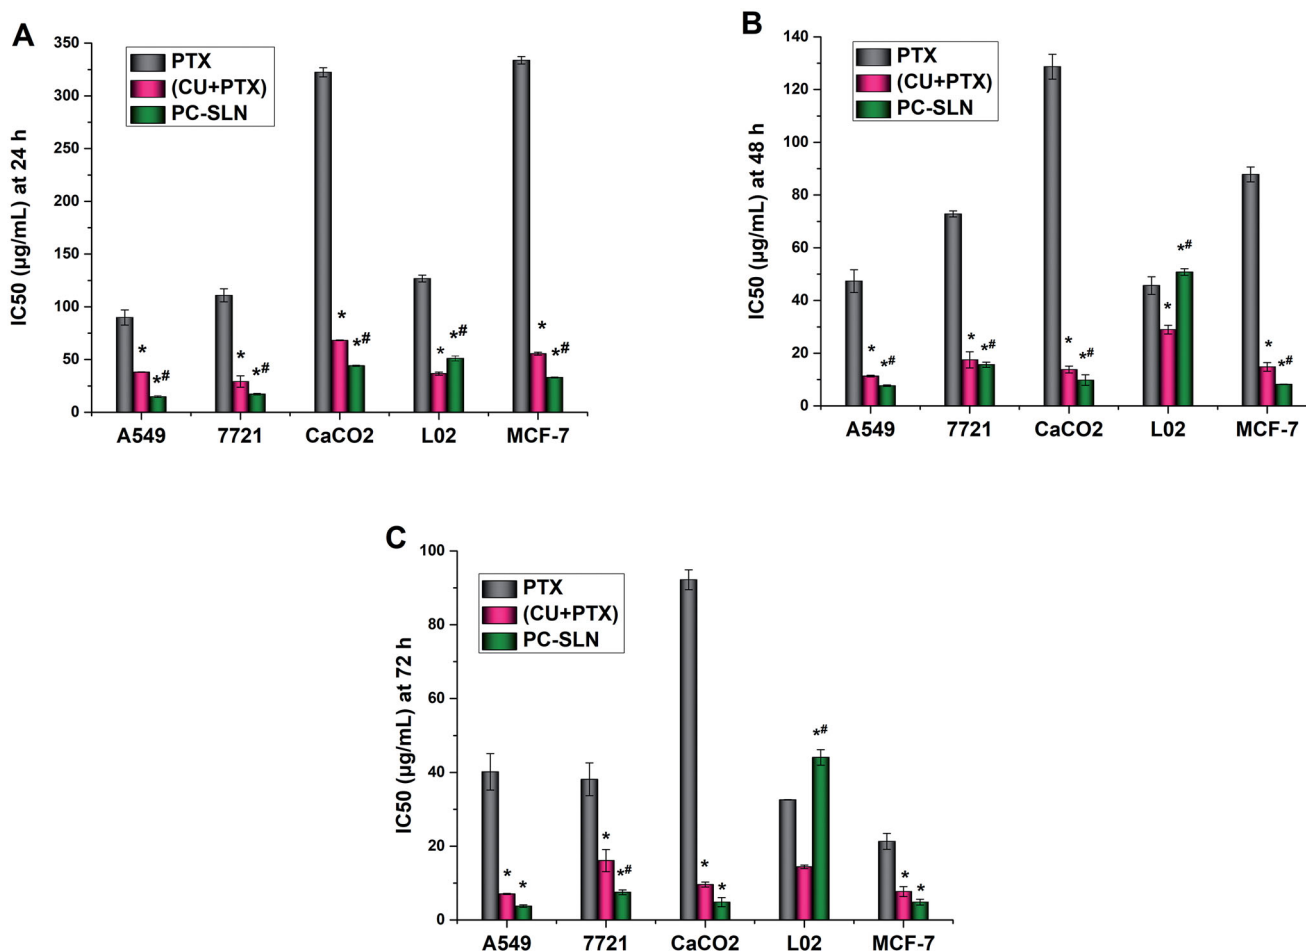 A
IC50 (µg/mL) at 24 h
350
300
250
200
150
100
50
0
PTX
(CU+PTX)
PC-SLN
*
*#
*
*#
*
*#
*
*#
*
*#
A549 7721 CaCO2 L02 MCF-7
B
IC50 (µg/mL) at 48 h
140
120
100
80
60
40
20
0
PTX
(CU+PTX)
PC-SLN
*
*#
*
*#
*
*#
*
*#
*
*#
A549 7721 CaCO2 L02 MCF-7
C
IC50 (µg/mL) at 72 h
100
80
60
40
20
0
PTX
(CU+PTX)
PC-SLN
*
*
*
*#
*
*
*#
*
*
A549 7721 CaCO2 L02 MCF-7